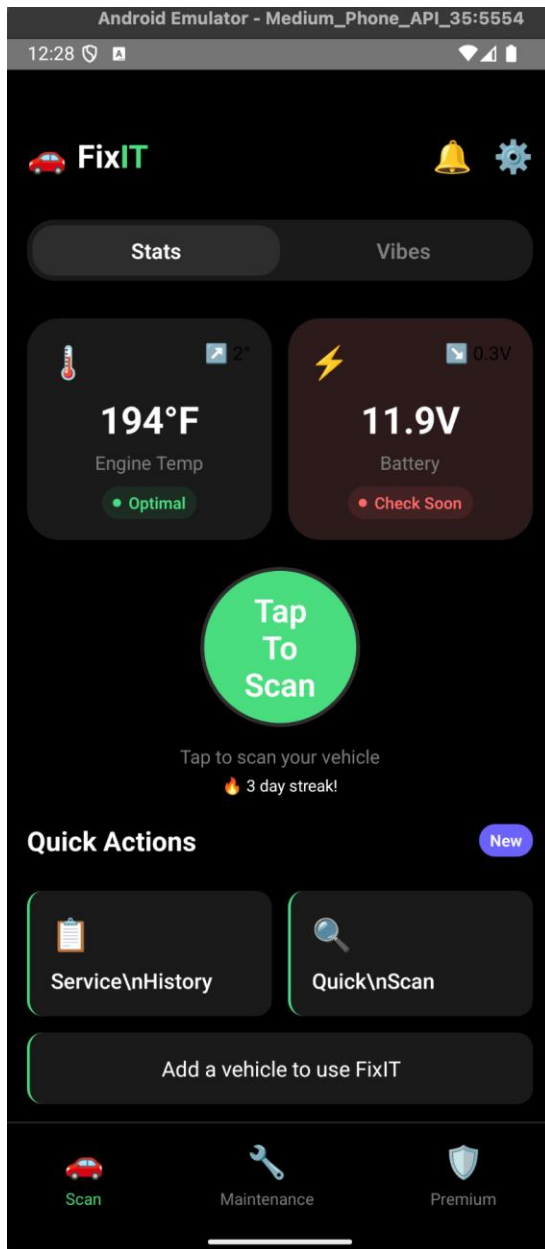 Android Emulator - Medium_Phone_API_35:5554
12:28
FixIT
Stats Vibes
2° 0.3V
194°F 11.9V
Engine Temp Battery
Optimal Check Soon
Tap
To
Scan
Tap to scan your vehicle
3 day streak!
Quick Actions New
Service\nHistory Quick\nScan
Add a vehicle to use FixIT
Scan Maintenance Premium